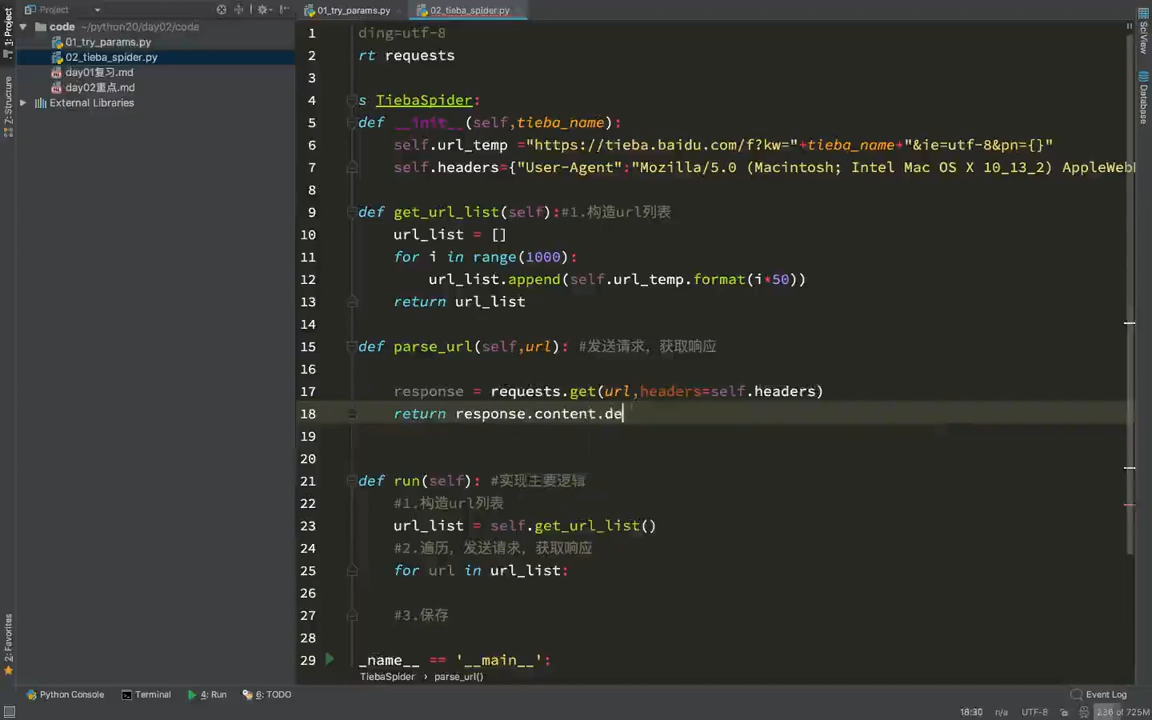 Project
01_try_params.py
02_tieba_spider.py
1: Project
code ~/python20/day02/code
01_try_params.py
02_tieba_spider.py
day01复习.md
day02重点.md
External Libraries
Z: Structure
2: Favorites
SciView
Database
1 ding=utf-8
2 rt requests
3
4 s TiebaSpider:
5 def __init__(self,tieba_name):
6 self.url_temp ="https://tieba.baidu.com/f?kw="+tieba_name+"&ie=utf-8&pn={}"
7 self.headers={"User-Agent":"Mozilla/5.0 (Macintosh; Intel Mac OS X 10_13_2) AppleWeb
8
9 def get_url_list(self):#1.构造url列表
10 url_list = []
11 for i in range(1000):
12 url_list.append(self.url_temp.format(i*50))
13 return url_list
14
15 def parse_url(self,url): #发送请求，获取响应
16
17 response = requests.get(url,headers=self.headers)
18 return response.content.de
19
20
21 def run(self): #实现主要逻辑
22 #1.构造url列表
23 url_list = self.get_url_list()
24 #2.遍历，发送请求，获取响应
25 for url in url_list:
26
27 #3.保存
28
29 _name__ == '__main__':
TiebaSpider › parse_url()
Python Console Terminal 4: Run 6: TODO Event Log
18:30 n/a UTF-8 236 of 725M